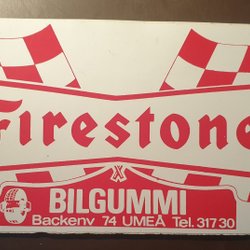 Firestone
BILGUMMI
Backenv 74 UMEÅ Tel. 317 30